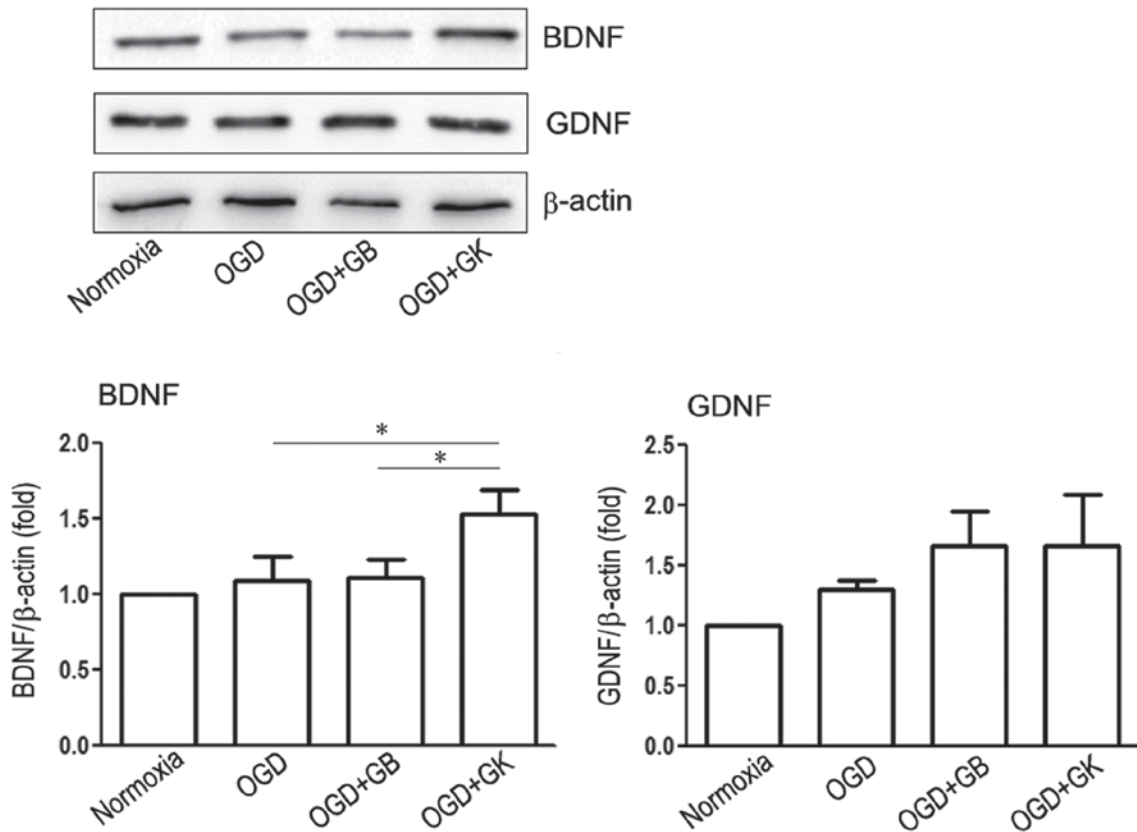 BDNF
GDNF
β-actin
Normoxia
OGD
OGD+GB
OGD+GK
BDNF
BDNF/β-actin (fold)
2.0
1.5
1.0
0.5
0.0
*
*
Normoxia
OGD
OGD+GB
OGD+GK
GDNF
GDNF/β-actin (fold)
2.5
2.0
1.5
1.0
0.5
0.0
Normoxia
OGD
OGD+GB
OGD+GK